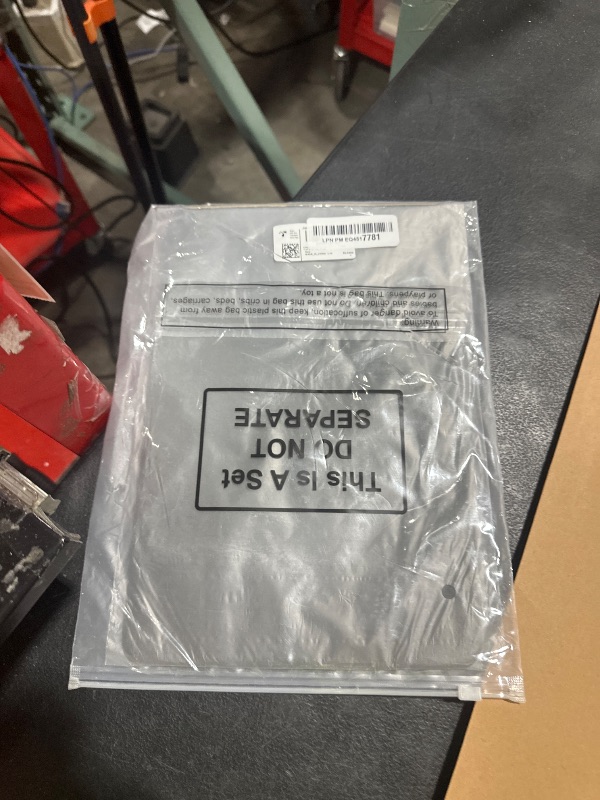 LPN PM EO4517781
Warning:
To avoid danger of suffocation, keep this plastic bag away from
babies and children. Do not use this bag in cribs, beds, carriages,
or playpens. This bag is not a toy.
This Is A Set
DO NOT
SEPARATE